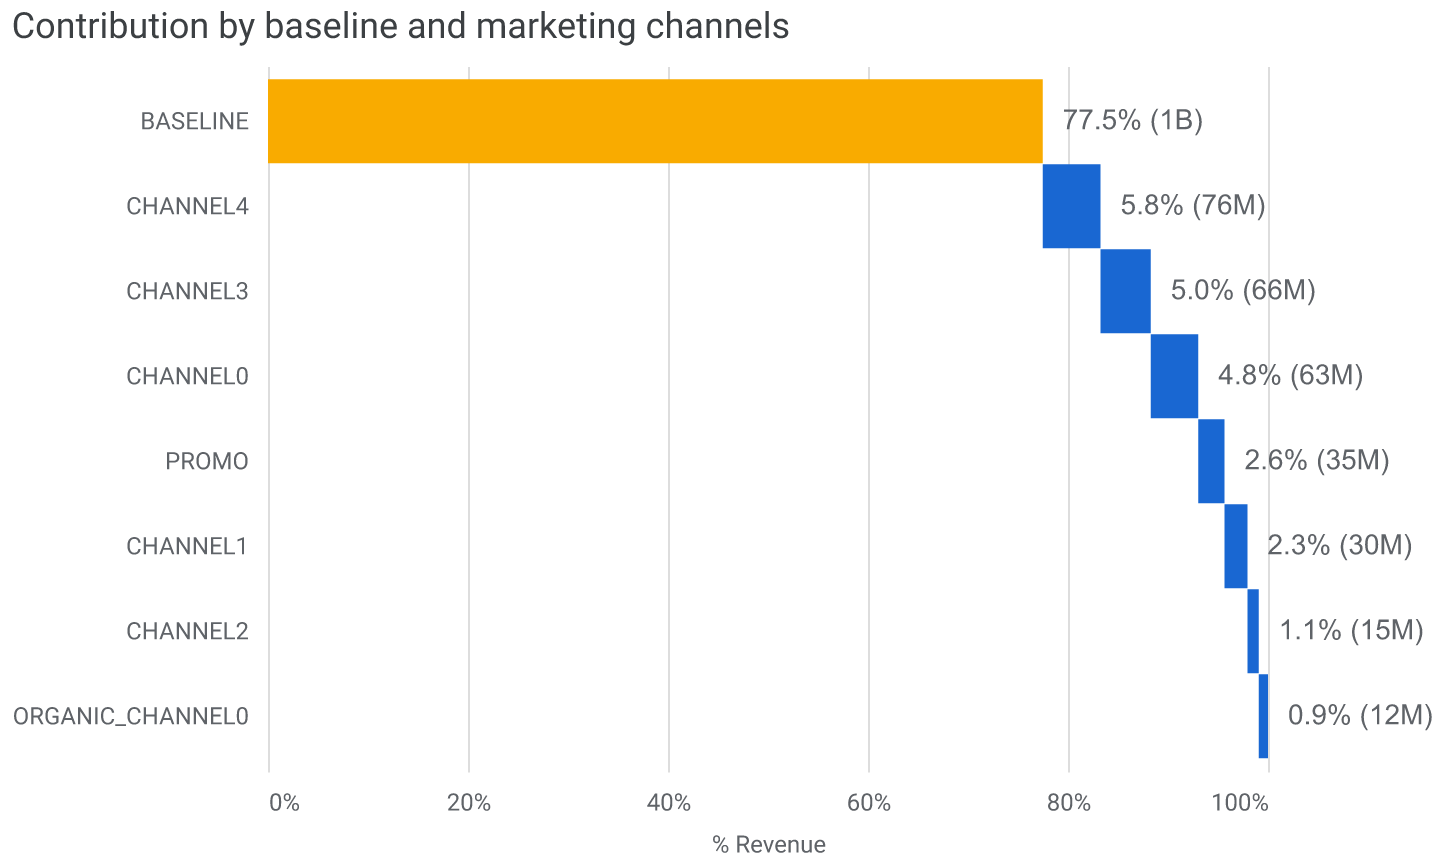 Contribution by baseline and marketing channels
BASELINE 77.5% (1B)
CHANNEL4 5.8% (76M)
CHANNEL3 5.0% (66M)
CHANNEL0 4.8% (63M)
PROMO 2.6% (35M)
CHANNEL1 2.3% (30M)
CHANNEL2 1.1% (15M)
ORGANIC_CHANNEL0 0.9% (12M)
0% 20% 40% 60% 80% 100%
% Revenue